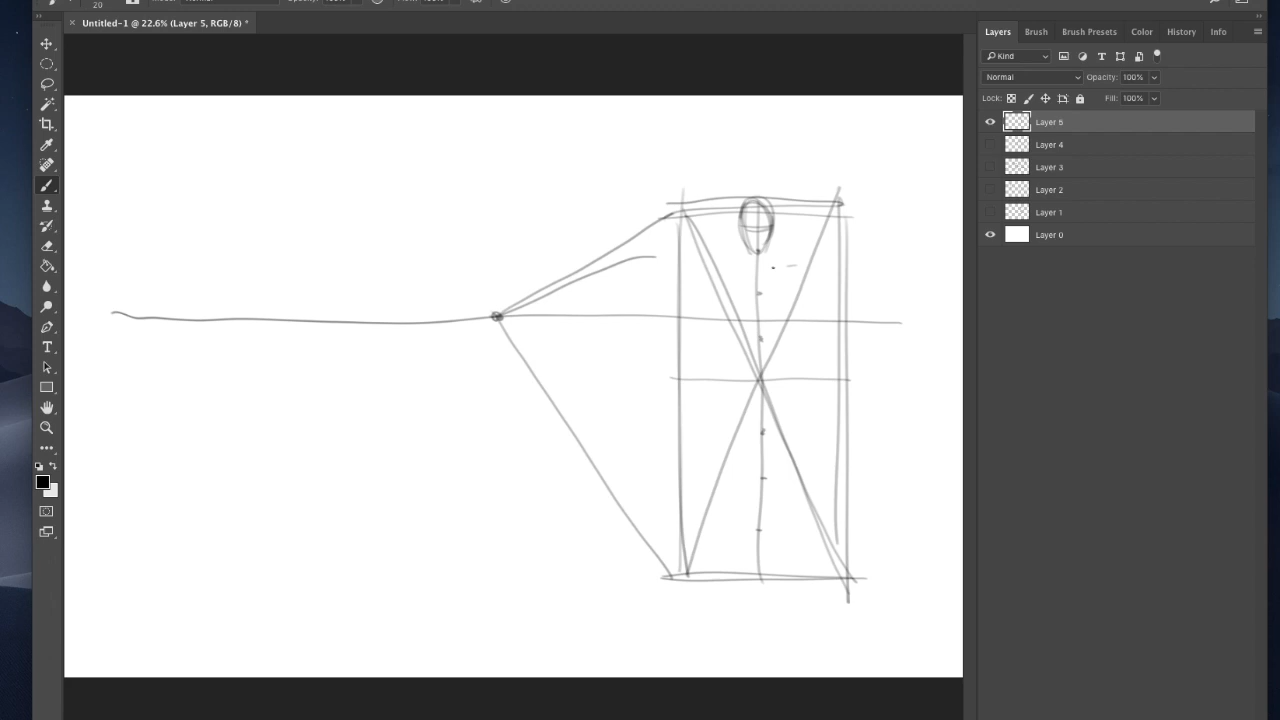 20
Untitled-1 @ 22.6% (Layer 5, RGB/8) *
Layers Brush Brush Presets Color History Info
Kind
Normal Opacity: 100%
Lock: Fill: 100%
Layer 5
Layer 4
Layer 3
Layer 2
Layer 1
Layer 0